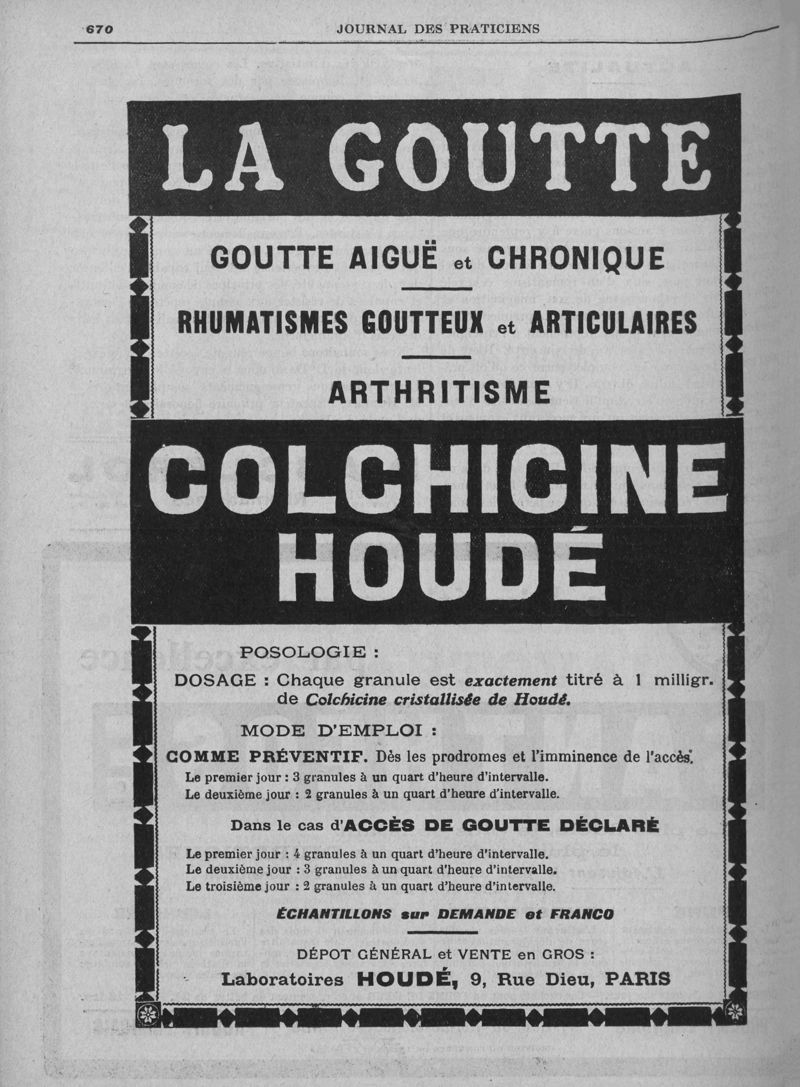 670
JOURNAL DES PRATICIENS
LA GOUTTE
GOUTTE AIGUË et CHRONIQUE
RHUMATISMES GOUTTEUX et ARTICULAIRES
ARTHRITISME
COLCHICINE
HOUDÉ
POSOLOGIE :
DOSAGE : Chaque granule est exactement titré à 1 milligr.
de Colchicine cristallisée de Houdé.
MODE D'EMPLOI :
COMME PRÉVENTIF. Dès les prodromes et l'imminence de l'accès.
Le premier jour : 3 granules à un quart d'heure d'intervalle.
Le deuxième jour : 2 granules à un quart d'heure d'intervalle.
Dans le cas d'ACCÈS DE GOUTTE DÉCLARÉ
Le premier jour : 4 granules à un quart d'heure d'intervalle.
Le deuxième jour : 3 granules à un quart d'heure d'intervalle.
Le troisième jour : 2 granules à un quart d'heure d'intervalle.
ÉCHANTILLONS sur DEMANDE et FRANCO
DÉPOT GÉNÉRAL et VENTE en GROS :
Laboratoires HOUDÉ, 9, Rue Dieu, PARIS